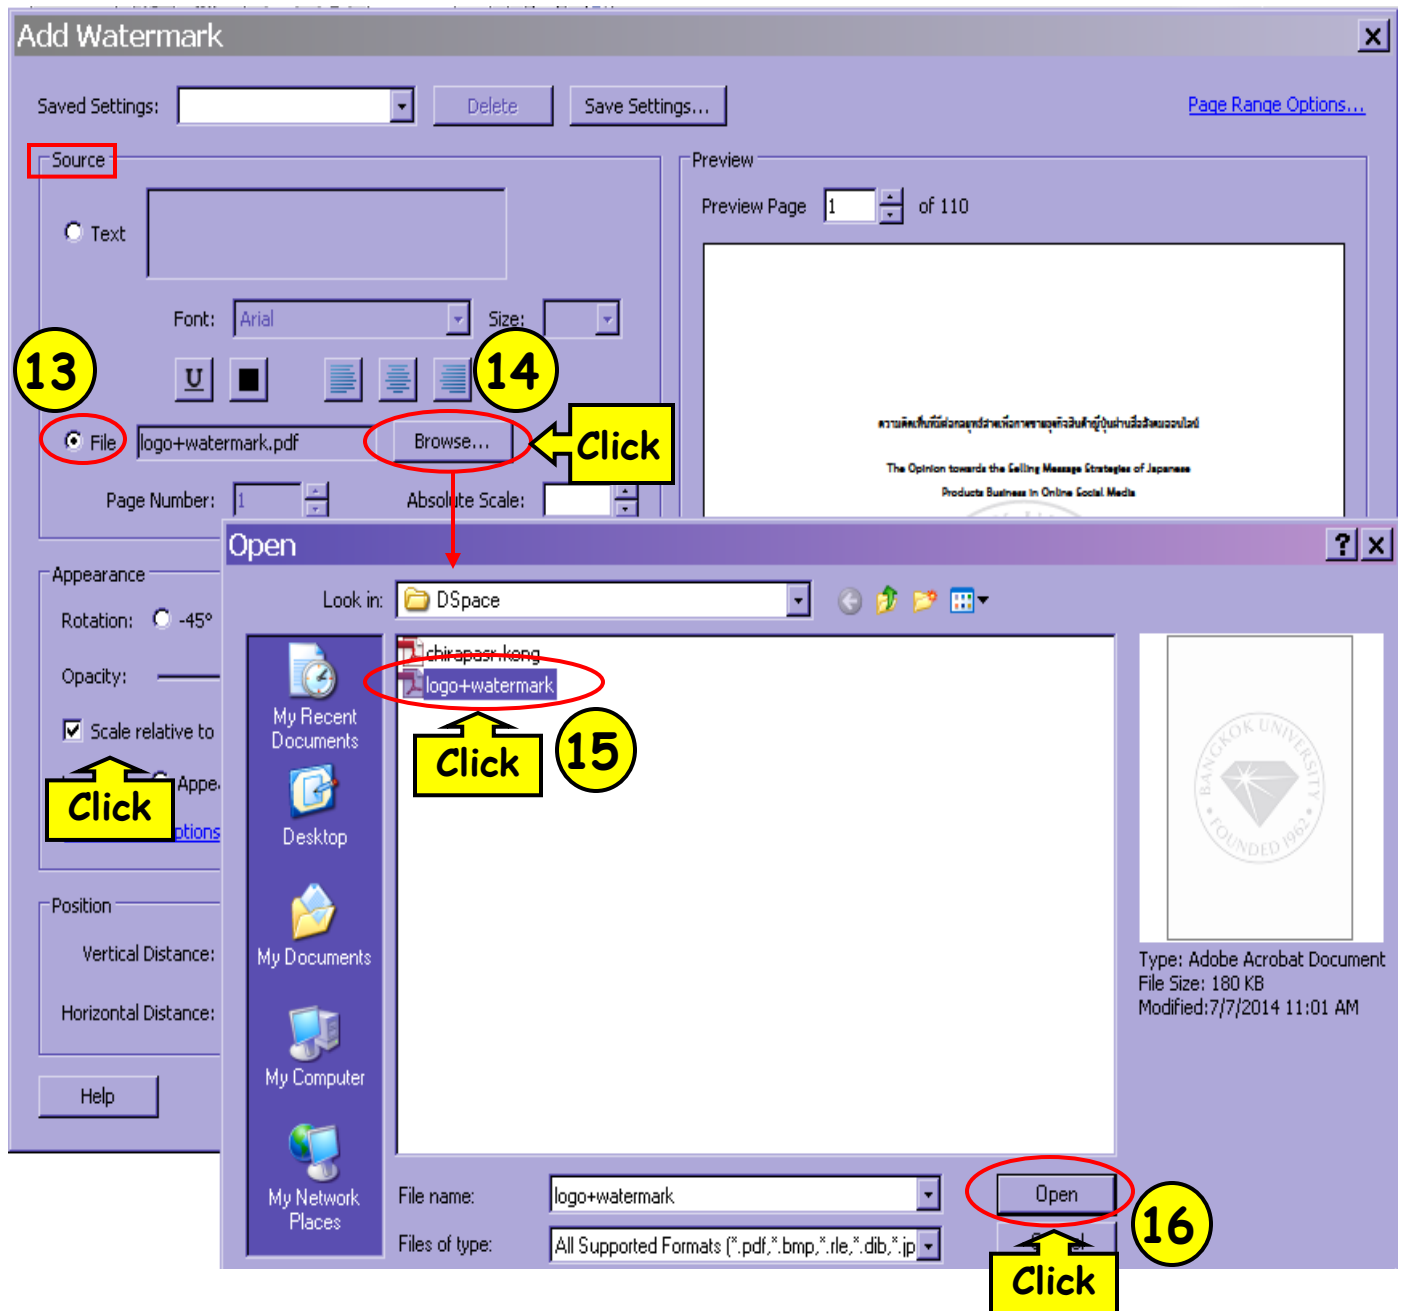 Add Watermark
Saved Settings:
Delete
Save Settings...
Page Range Options...
Source
Text
Font: Arial
Size:
13
U
14
File
logo+watermark.pdf
Browse...
Click
Page Number: 1
Absolute Scale:
Preview
Preview Page 1 of 110
The Opinion towards the Selling Message Strategies of Japanese
Products Business in Online Social Media
Appearance
Rotation: -45°
Opacity:
Scale relative to
Click
Position
Vertical Distance:
Horizontal Distance:
Help
Open
Look in: DSpace
My Recent
Documents
Desktop
My Documents
My Computer
My Network
Places
chirapasr-kong
logo+watermark
Click
15
BANGKOK UNIVERSITY
FOUNDED 1962
Type: Adobe Acrobat Document
File Size: 180 KB
Modified:7/7/2014 11:01 AM
File name: logo+watermark
Open
16
Files of type: All Supported Formats (*.pdf,*.bmp,*.rle,*.dib,*.jp
Click